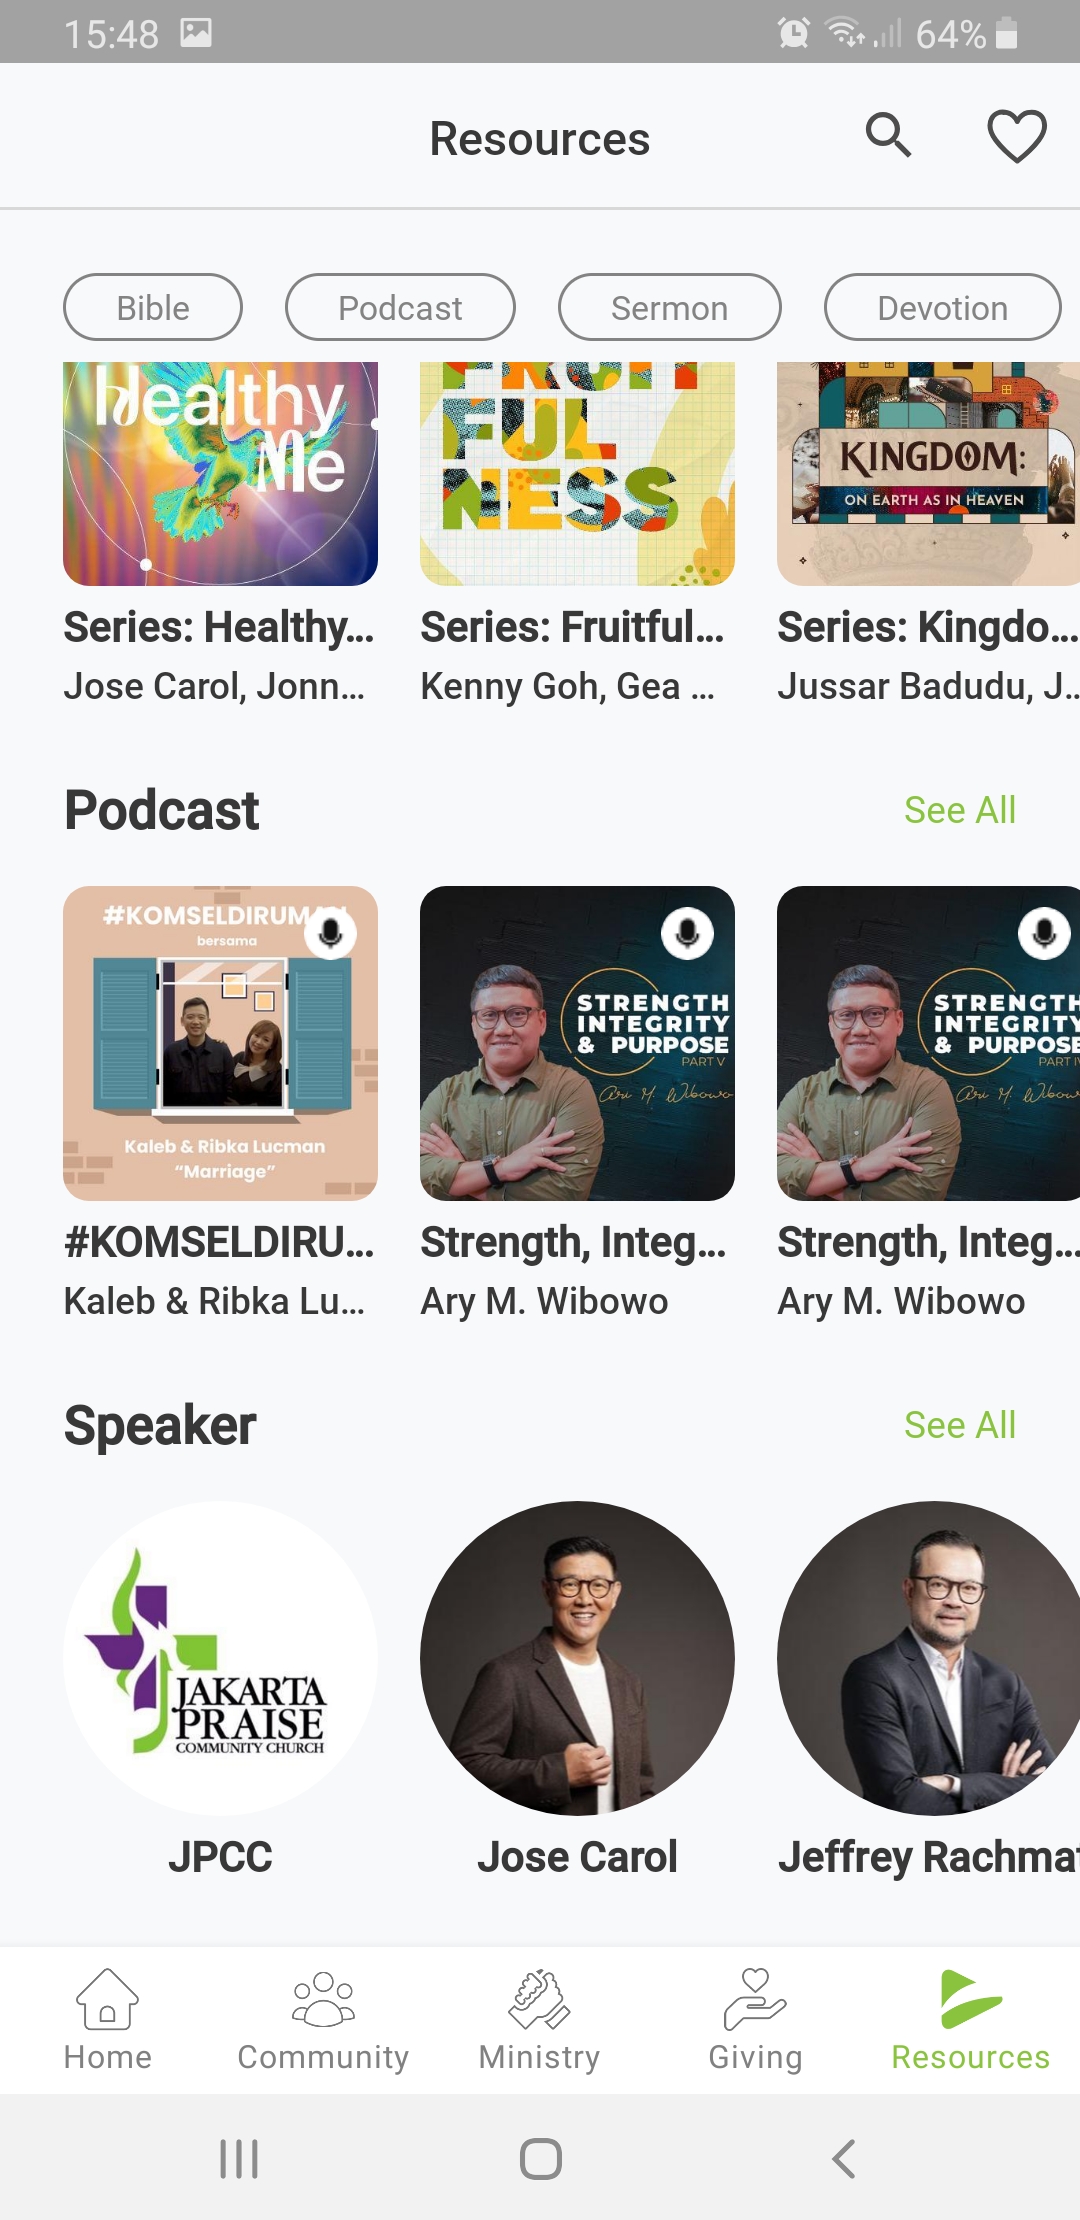 15:48
64%
Resources
Bible
Podcast
Sermon
Devotion
Healthy
Me
FRUIT
FUL
NESS
KINGDOM:
ON EARTH AS IN HEAVEN
Series: Healthy...
Series: Fruitful...
Series: Kingdo...
Jose Carol, Jonn...
Kenny Goh, Gea ...
Jussar Badudu, J...
Podcast
See All
#KOMSELDIRUMAH
bersama
Kaleb & Ribka Lucman
“Marriage”
STRENGTH
INTEGRITY
& PURPOSE
PART V
Ary M. Wibowo
STRENGTH
INTEGRITY
& PURPOSE
PART IV
Ary M. Wibowo
#KOMSELDIRU...
Strength, Integ...
Strength, Integ...
Kaleb & Ribka Lu...
Ary M. Wibowo
Ary M. Wibowo
Speaker
See All
JAKARTA
PRAISE
COMMUNITY CHURCH
JPCC
Jose Carol
Jeffrey Rachmat
Home
Community
Ministry
Giving
Resources